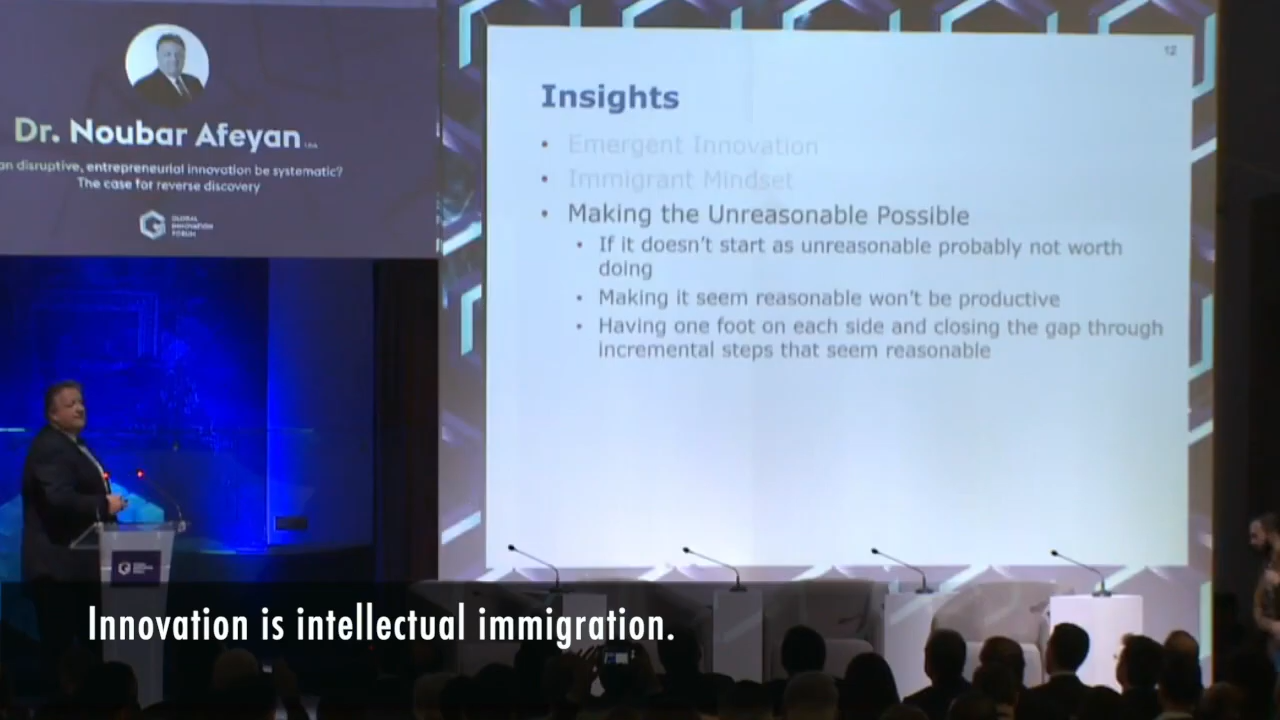 Dr. Noubar Afeyan
an disruptive, entrepreneurial innovation be systematic?
The case for reverse discovery
GLOBAL
INNOVATION
FORUM
12
Insights
• Emergent Innovation
• Immigrant Mindset
• Making the Unreasonable Possible
• If it doesn't start as unreasonable probably not worth
doing
• Making it seem reasonable won't be productive
• Having one foot on each side and closing the gap through
incremental steps that seem reasonable
Innovation is intellectual immigration.